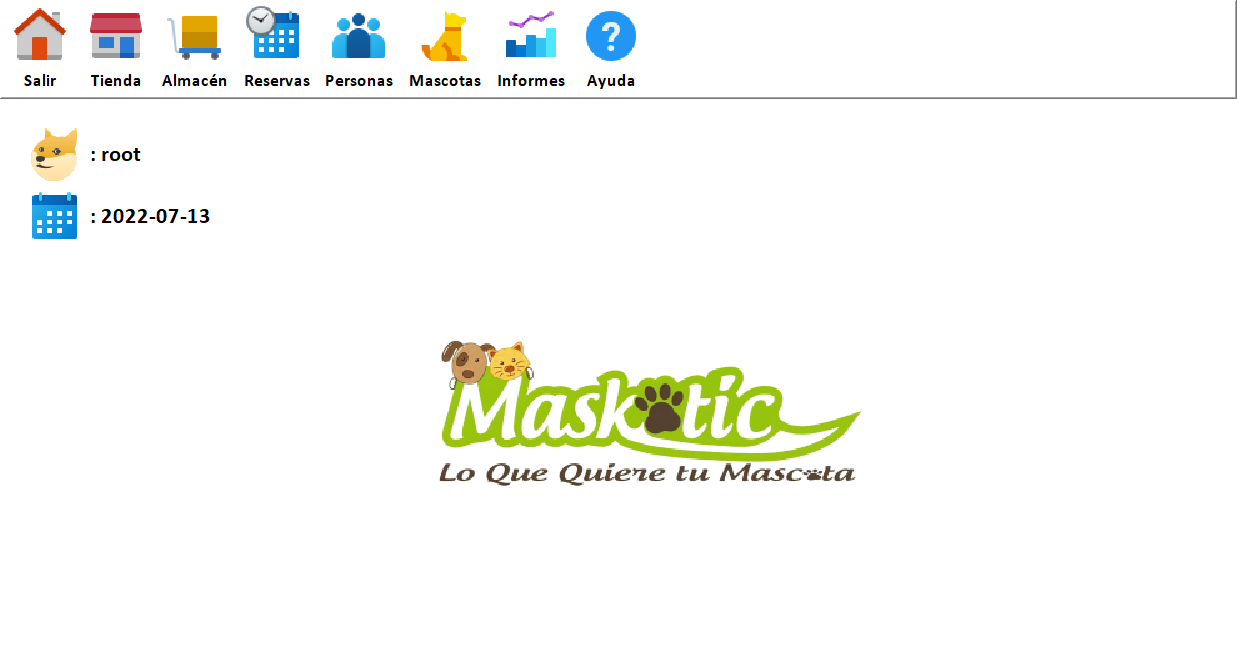 Salir Tienda Almacén Reservas Personas Mascotas Informes Ayuda
: root
: 2022-07-13
Maskotic
Lo Que Quiere tu Mascota